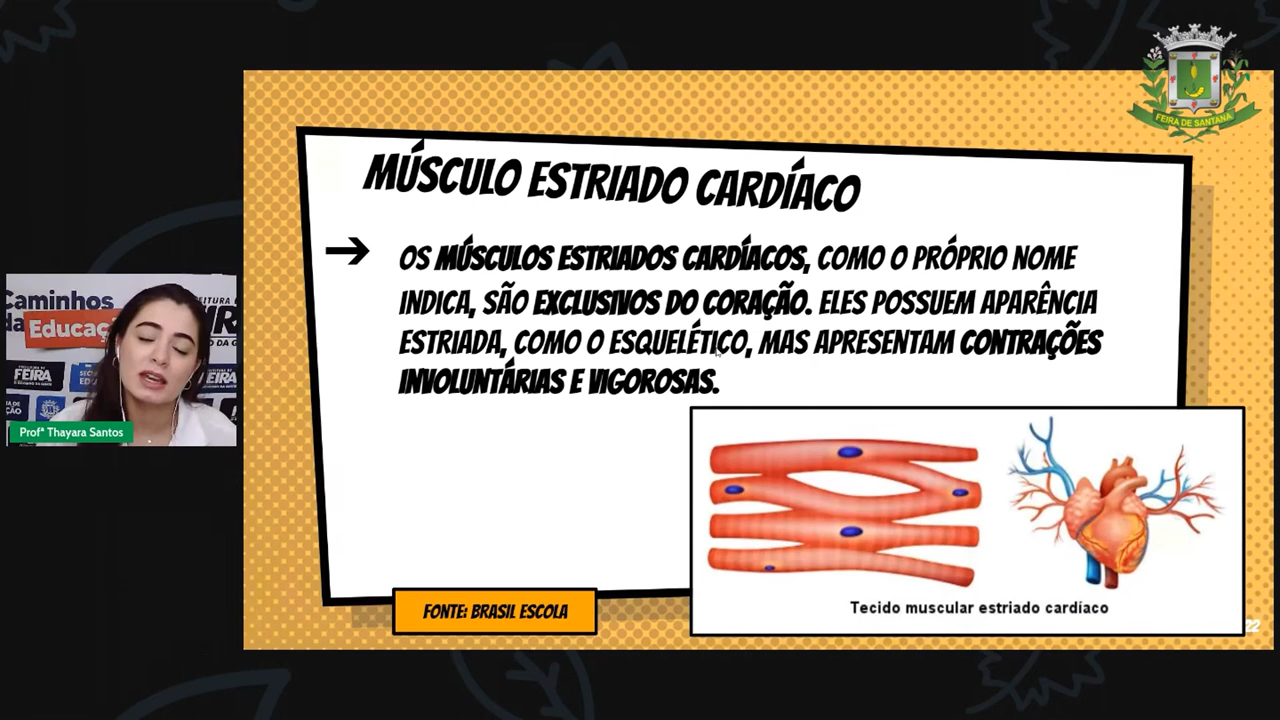 FEIRA DE SANTANA
MÚSCULO ESTRIADO CARDÍACO
→ OS MÚSCULOS ESTRIADOS CARDÍACOS, COMO O PRÓPRIO NOME
INDICA, SÃO EXCLUSIVOS DO CORAÇÃO. ELES POSSUEM APARÊNCIA
ESTRIADA, COMO O ESQUELÉTICO, MAS APRESENTAM CONTRAÇÕES
INVOLUNTÁRIAS E VIGOROSAS.
Tecido muscular estriado cardíaco
FONTE: BRASIL ESCOLA
22
Caminhos
da Educaç
FEIRA
EIRA
Profª Thayara Santos